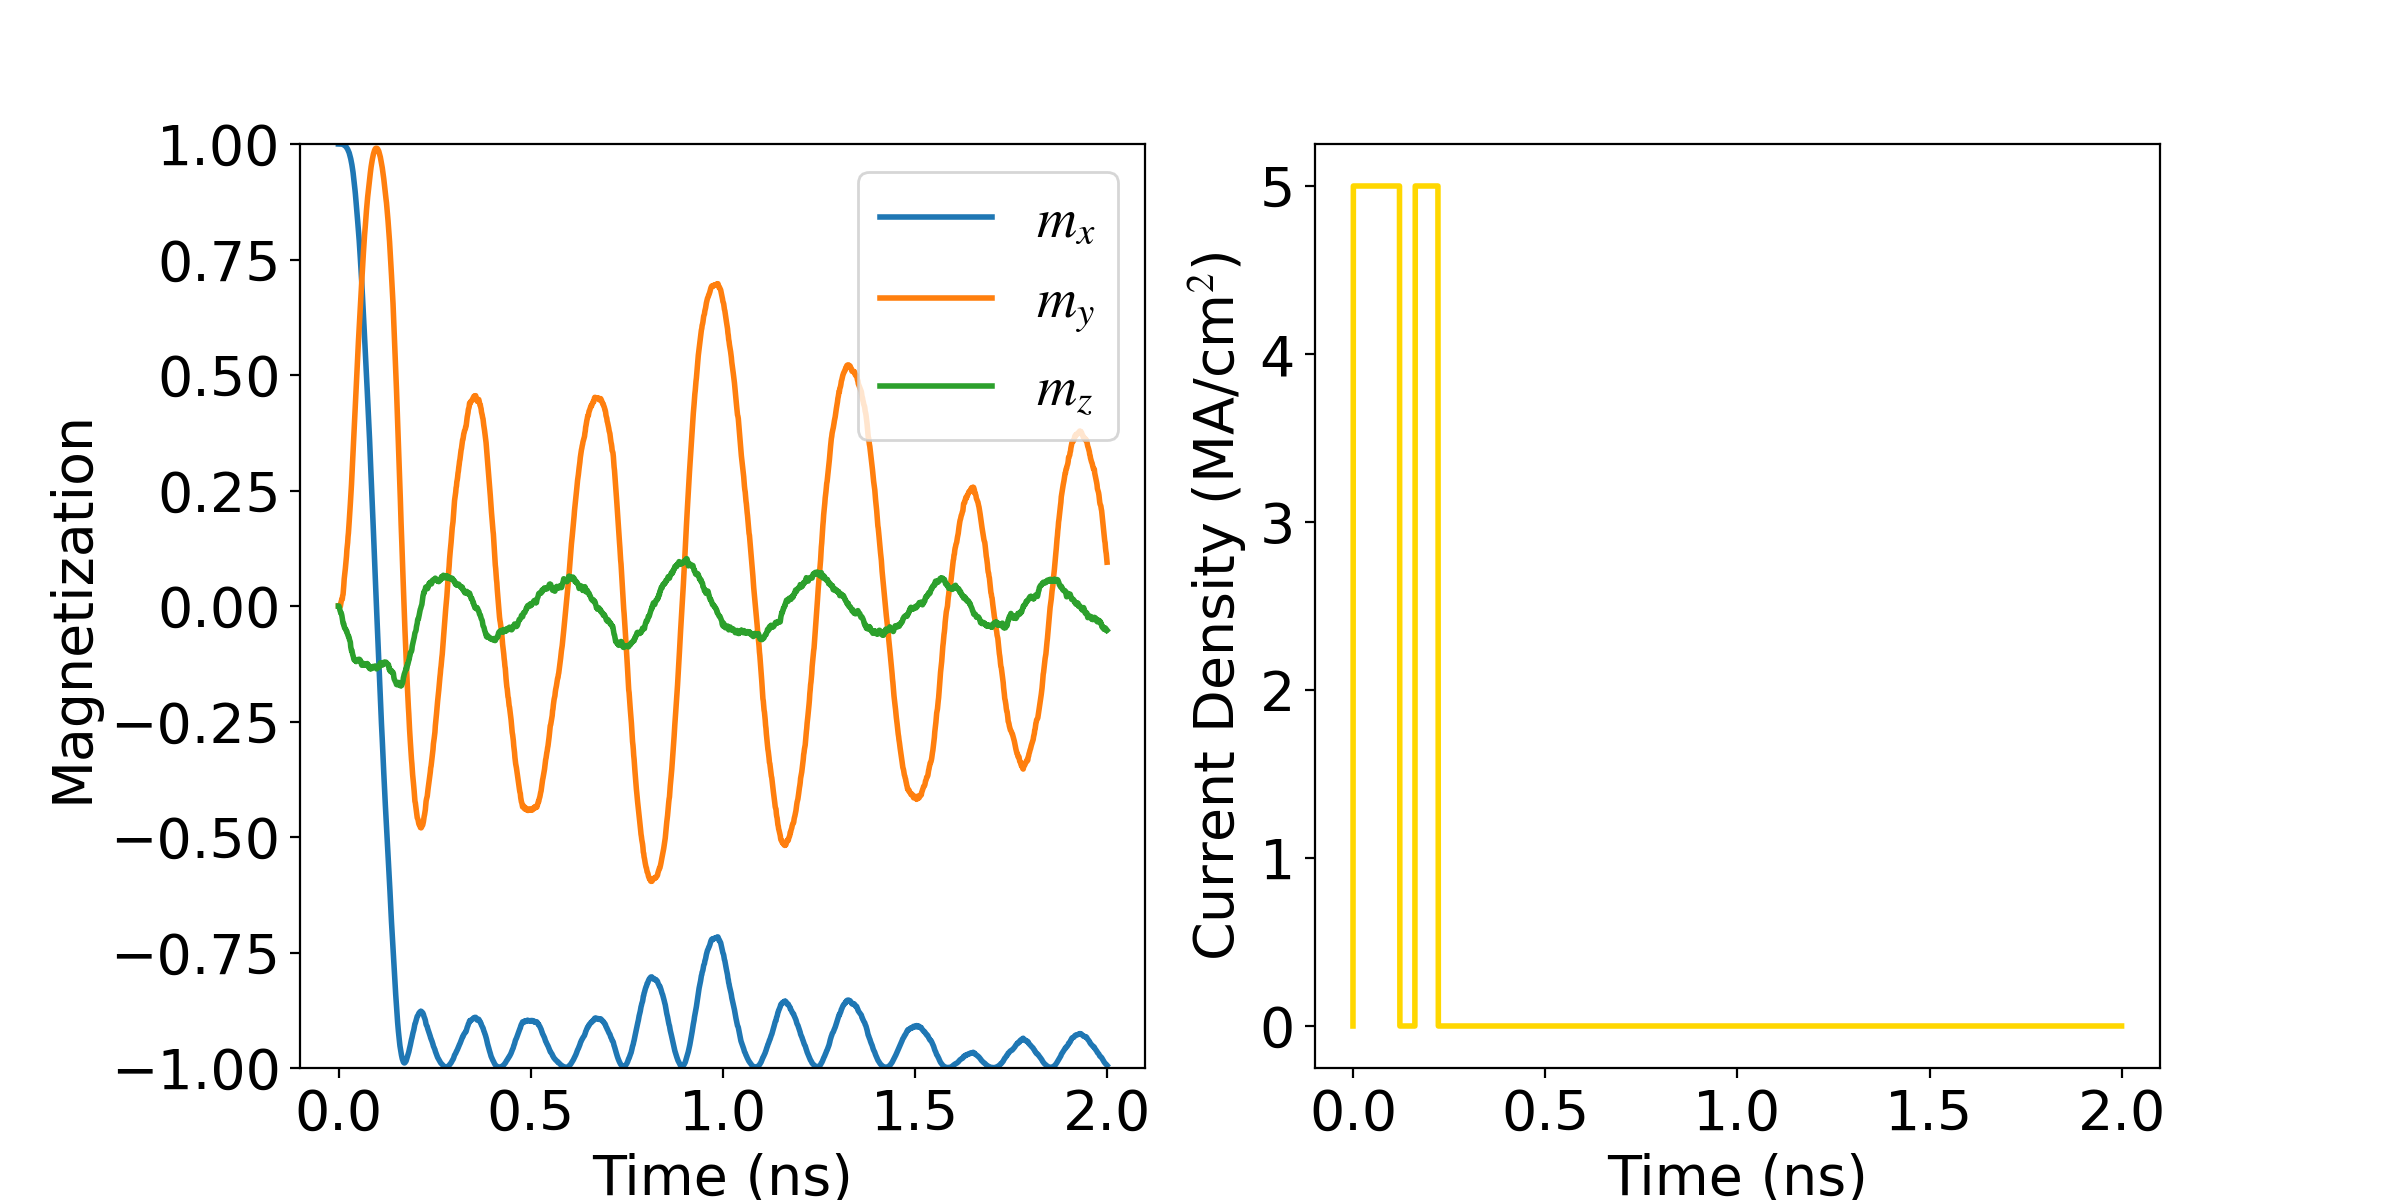 1.00
0.75
0.50
0.25
0.00
−0.25
−0.50
−0.75
−1.00
Magnetization
0.0 0.5 1.0 1.5 2.0
Time (ns)
m_x
m_y
m_z
5
4
3
2
1
0
Current Density (MA/cm²)
0.0 0.5 1.0 1.5 2.0
Time (ns)